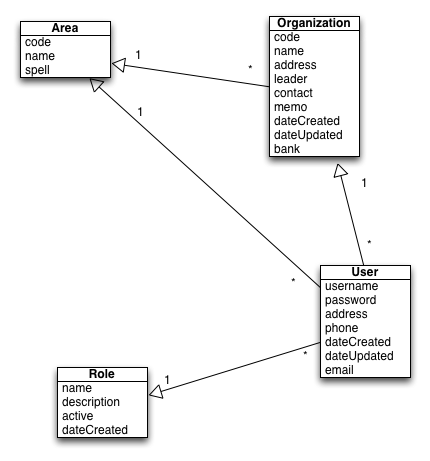 Area
code
name
spell
Organization
code
name
address
leader
contact
memo
dateCreated
dateUpdated
bank
1
*
1
1
*
*
User
username
password
address
phone
dateCreated
dateUpdated
email
*
1
Role
name
description
active
dateCreated